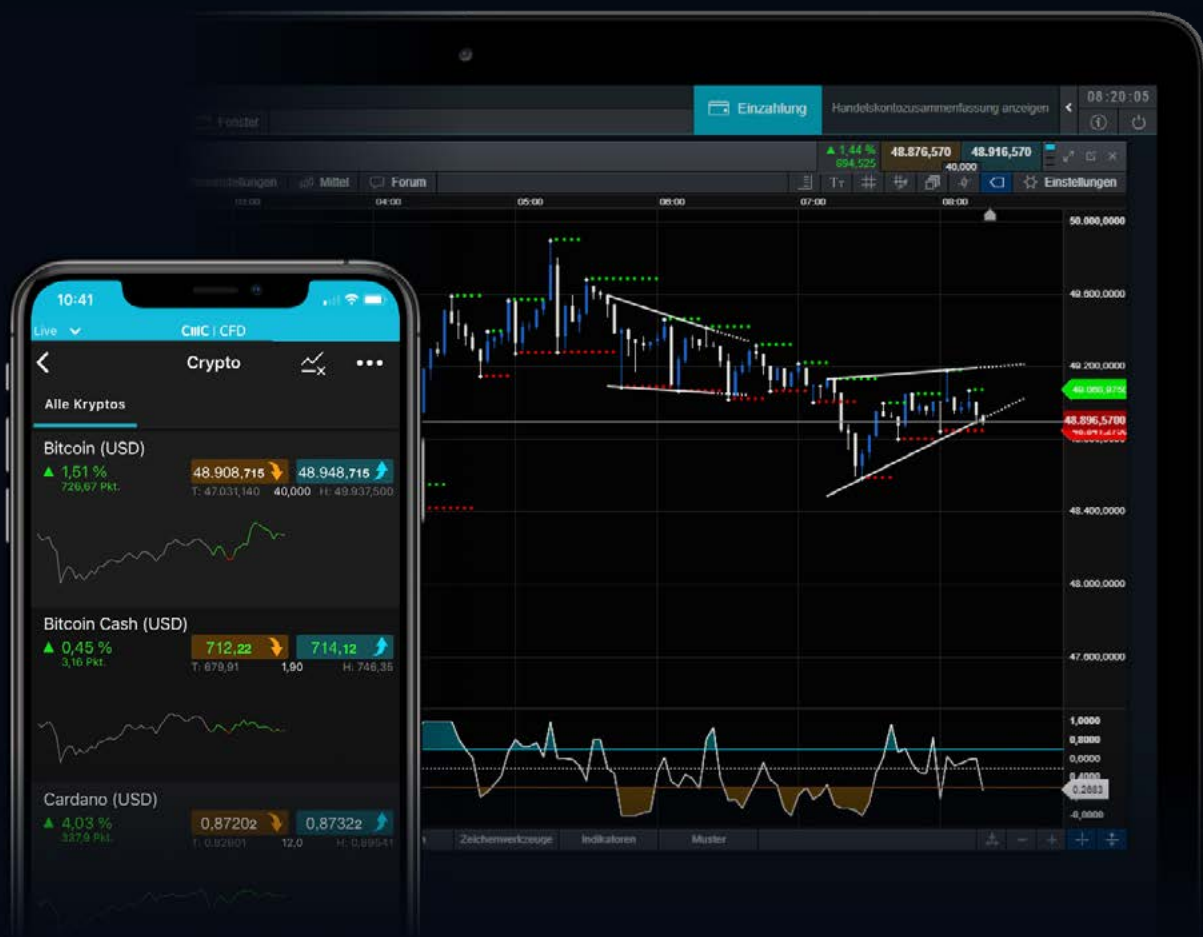 08:20:05
Einzahlung
Handelskontozusammenfassung anzeigen
Fenster
▲ 1,44 %
694,525
48.876,570
48.916,570
40,000
Mittel
Forum
Einstellungen
03:00
04:00
05:00
06:00
07:00
08:00
50.000,0000
49.600,0000
49.200,0000
48.896,5700
48.400,0000
48.000,0000
47.600,0000
1,0000
0,8000
0,6000
0,4000
0,2883
-0,0000
Zeichenwerkzeuge
Indikatoren
Muster
10:41
Live
CMC | CFD
Crypto
Alle Kryptos
Bitcoin (USD)
▲ 1,51 %
48.908,715
48.948,715
726,67 Pkt.
T: 47.031,140
40,000
H: 49.937,500
Bitcoin Cash (USD)
▲ 0,45 %
712,22
714,12
3,16 Pkt.
T: 679,91
1,90
H: 746,35
Cardano (USD)
▲ 4,03 %
0,87202
0,87322
337,9 Pkt.
12,0